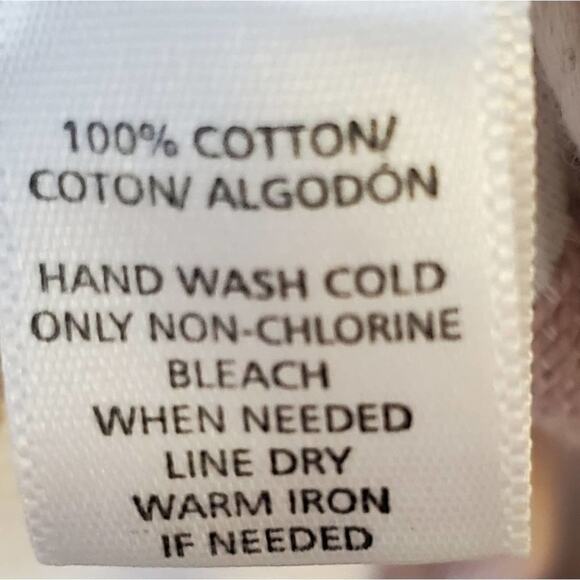 100% COTTON/
COTON/ ALGODÓN
HAND WASH COLD
ONLY NON-CHLORINE
BLEACH
WHEN NEEDED
LINE DRY
WARM IRON
IF NEEDED